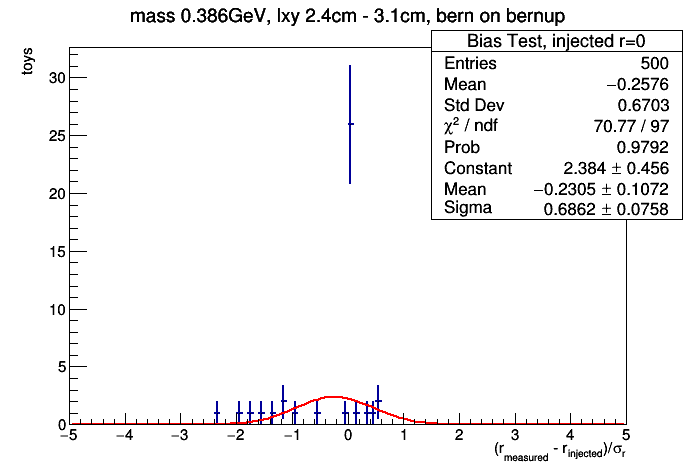 mass 0.386GeV, lxy 2.4cm - 3.1cm, bern on bernup
toys
Bias Test, injected r=0
Entries 500
Mean −0.2576
Std Dev 0.6703
χ² / ndf 70.77 / 97
Prob 0.9792
Constant 2.384 ± 0.456
Mean −0.2305 ± 0.1072
Sigma 0.6862 ± 0.0758
30
25
20
15
10
5
0
−5 −4 −3 −2 −1 0 1 2 3 4 5
(r_measured - r_injected)/σ_r